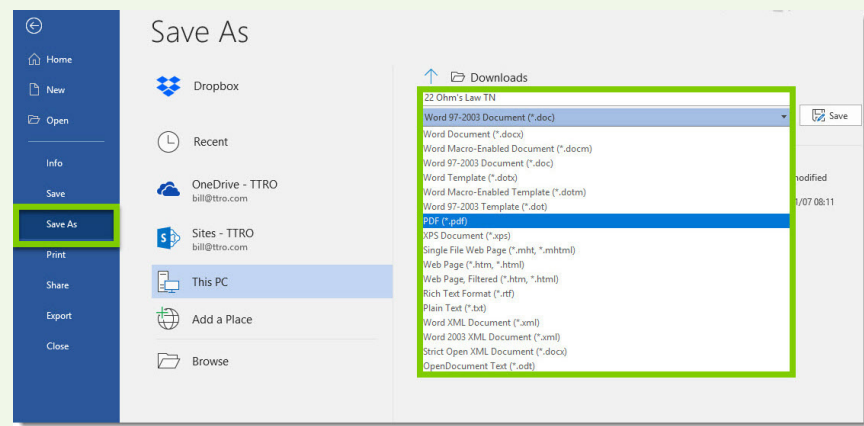 Save As
Home
New
Open
Info
Save
Save As
Print
Share
Export
Close
Dropbox
Recent
OneDrive - TTRO
bill@ttro.com
Sites - TTRO
bill@ttro.com
This PC
Add a Place
Browse
Downloads
22 Ohm's Law TN
Word 97-2003 Document (*.doc)
Save
Word Document (*.docx)
Word Macro-Enabled Document (*.docm)
Word 97-2003 Document (*.doc)
Word Template (*.dotx)
Word Macro-Enabled Template (*.dotm)
Word 97-2003 Template (*.dot)
PDF (*.pdf)
XPS Document (*.xps)
Single File Web Page (*.mht, *.mhtml)
Web Page (*.htm, *.html)
Web Page, Filtered (*.htm, *.html)
Rich Text Format (*.rtf)
Plain Text (*.txt)
Word XML Document (*.xml)
Word 2003 XML Document (*.xml)
Strict Open XML Document (*.docx)
OpenDocument Text (*.odt)
modified
1/07 08:11